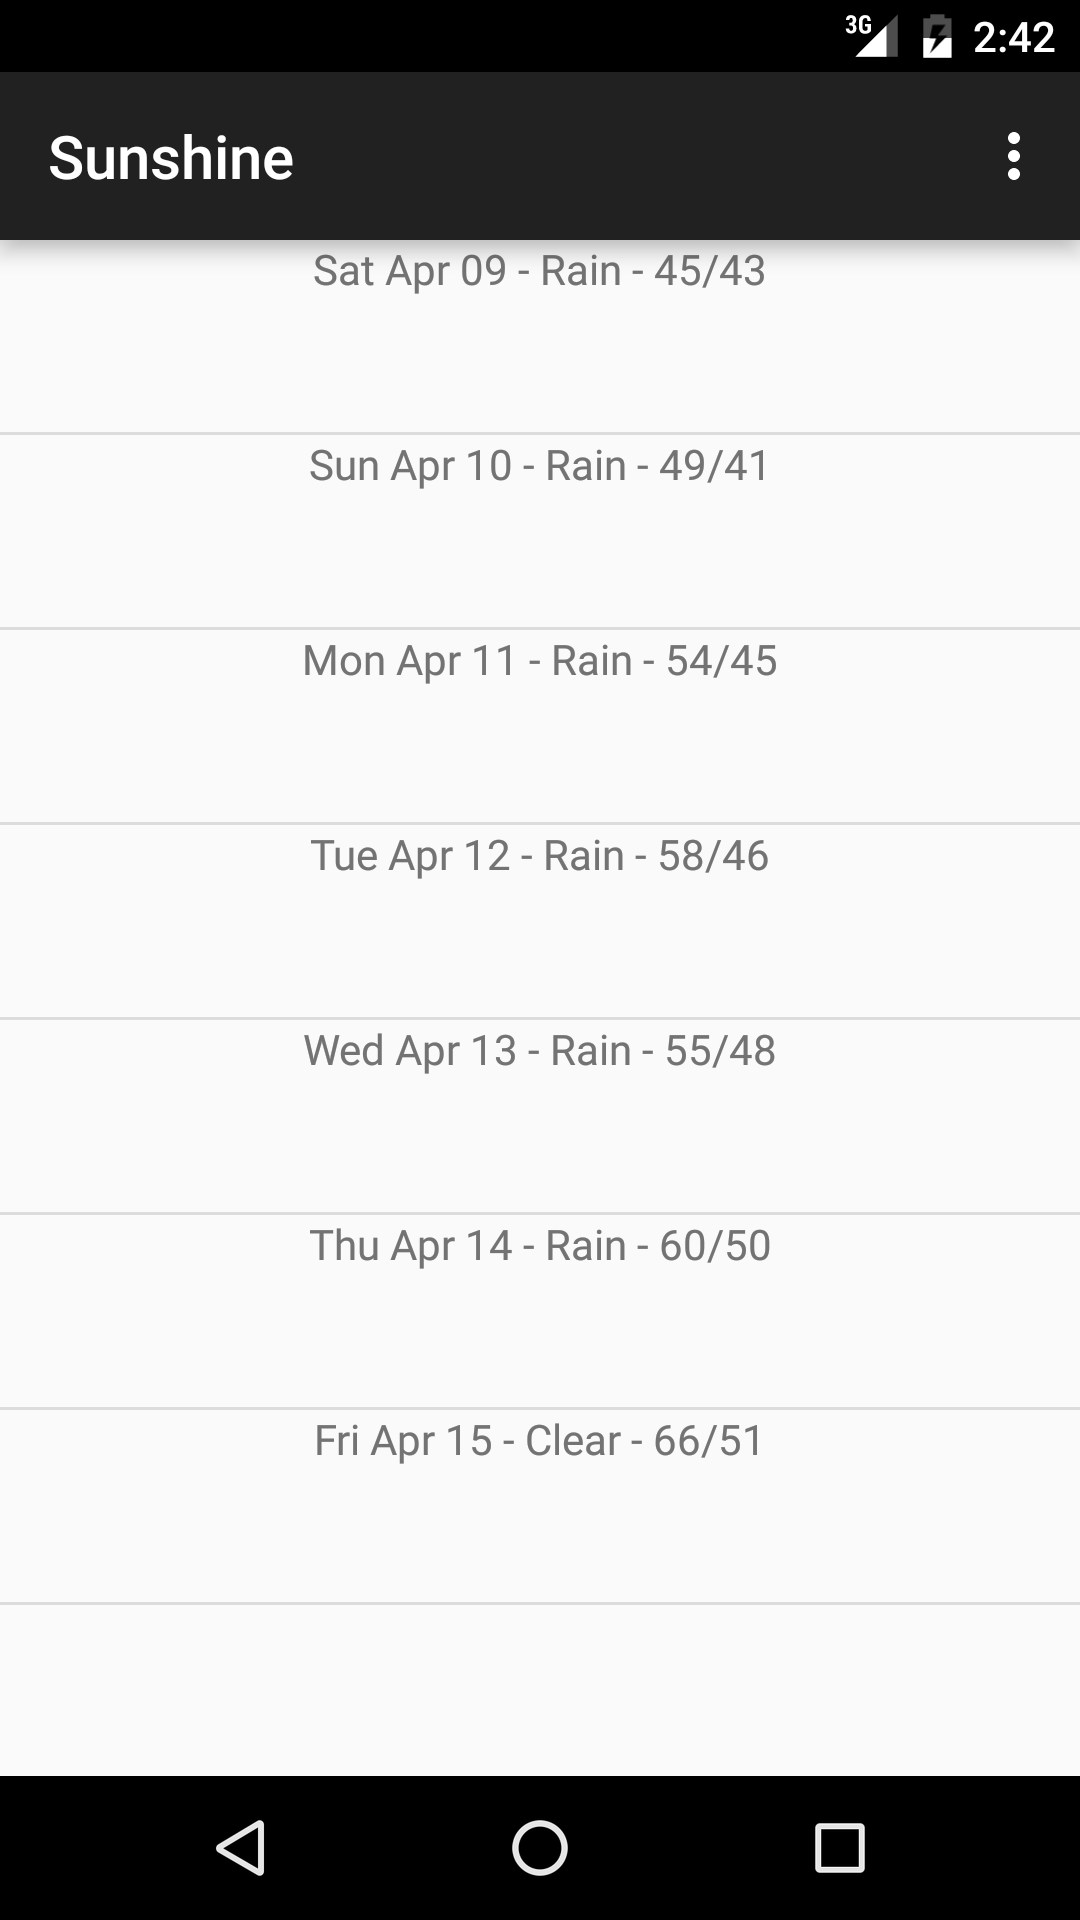 3G 2:42
Sunshine
Sat Apr 09 - Rain - 45/43
Sun Apr 10 - Rain - 49/41
Mon Apr 11 - Rain - 54/45
Tue Apr 12 - Rain - 58/46
Wed Apr 13 - Rain - 55/48
Thu Apr 14 - Rain - 60/50
Fri Apr 15 - Clear - 66/51